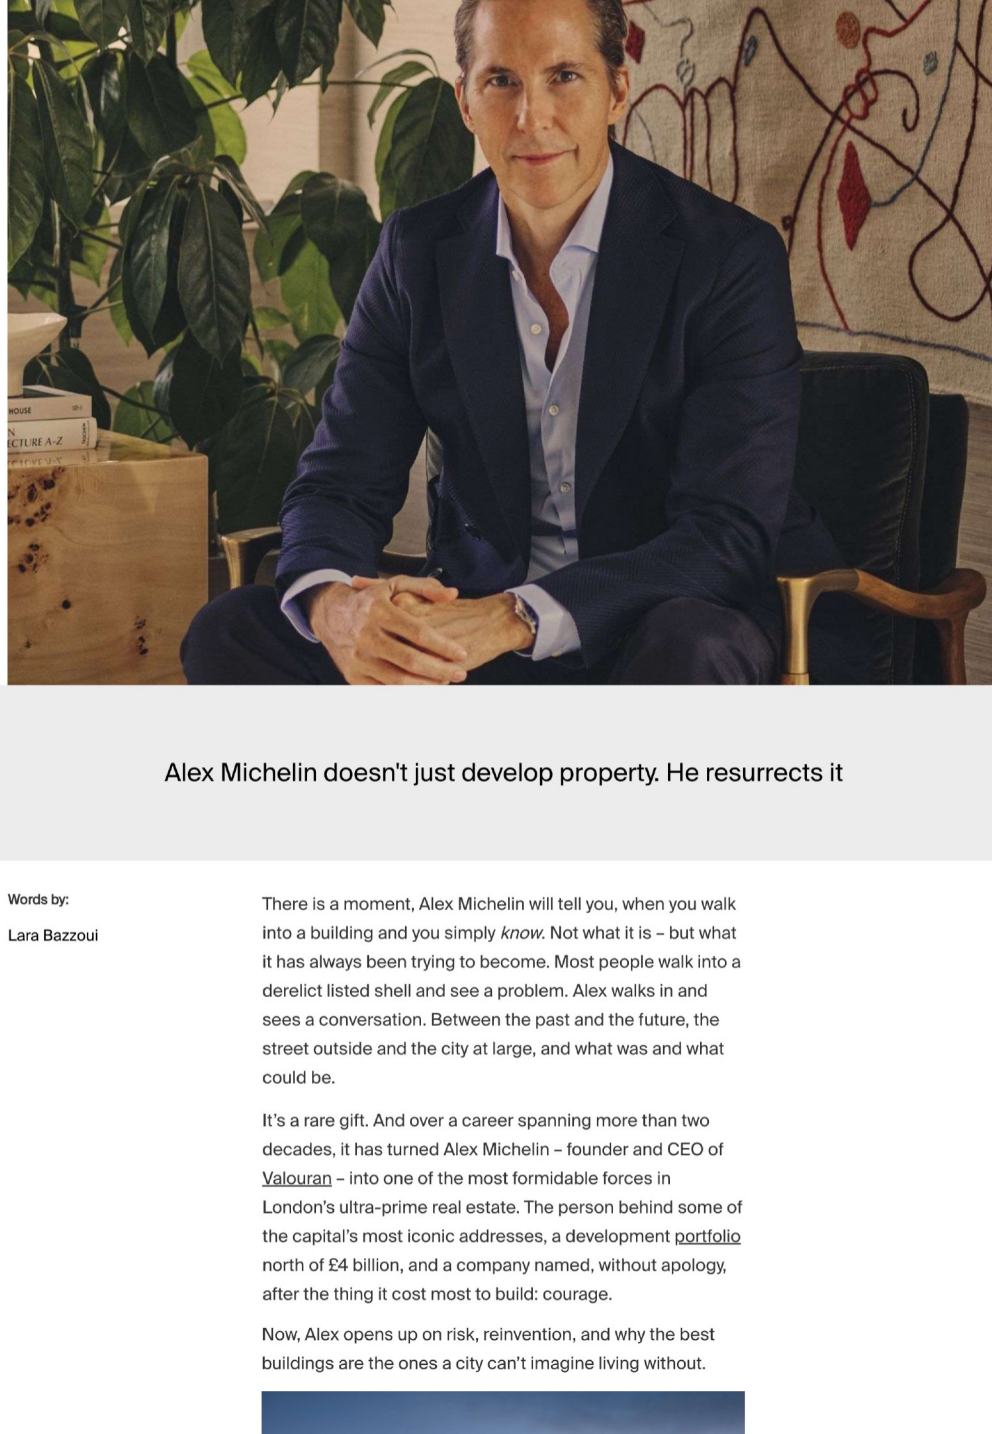 HOUSE
N
ECTURE A-Z
Alex Michelin doesn't just develop property. He resurrects it
Words by:
Lara Bazzoui
There is a moment, Alex Michelin will tell you, when you walk
into a building and you simply know. Not what it is – but what
it has always been trying to become. Most people walk into a
derelict listed shell and see a problem. Alex walks in and
sees a conversation. Between the past and the future, the
street outside and the city at large, and what was and what
could be.
It’s a rare gift. And over a career spanning more than two
decades, it has turned Alex Michelin – founder and CEO of
Valouran – into one of the most formidable forces in
London’s ultra-prime real estate. The person behind some of
the capital’s most iconic addresses, a development portfolio
north of £4 billion, and a company named, without apology,
after the thing it cost most to build: courage.
Now, Alex opens up on risk, reinvention, and why the best
buildings are the ones a city can’t imagine living without.